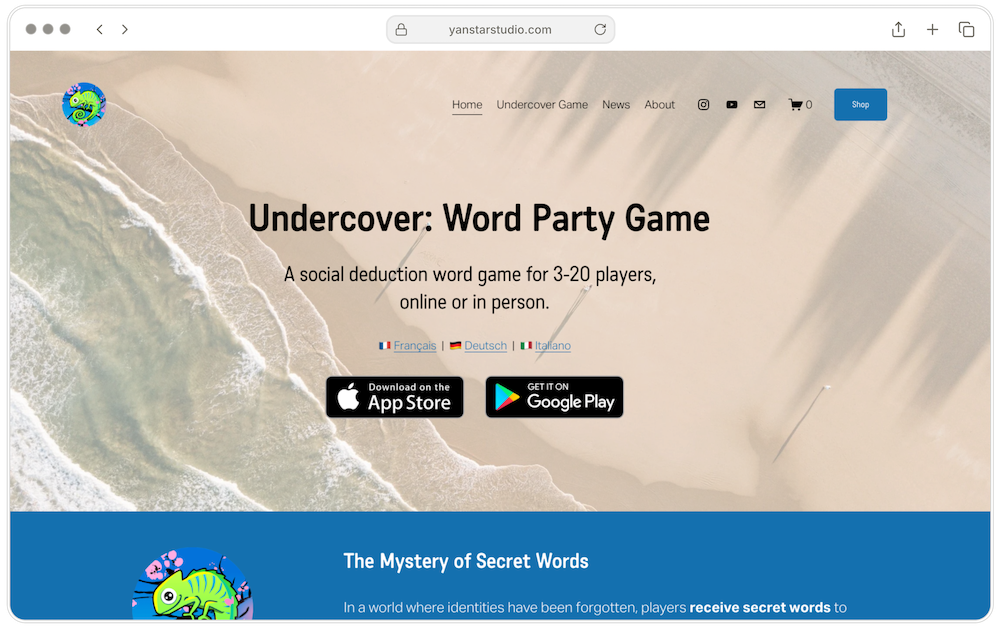 yanstarstudio.com
Home Undercover Game News About 0 Shop
Undercover: Word Party Game
A social deduction word game for 3-20 players,
online or in person.
Français | Deutsch | Italiano
Download on the
App Store
GET IT ON
Google Play
The Mystery of Secret Words
In a world where identities have been forgotten, players receive secret words to